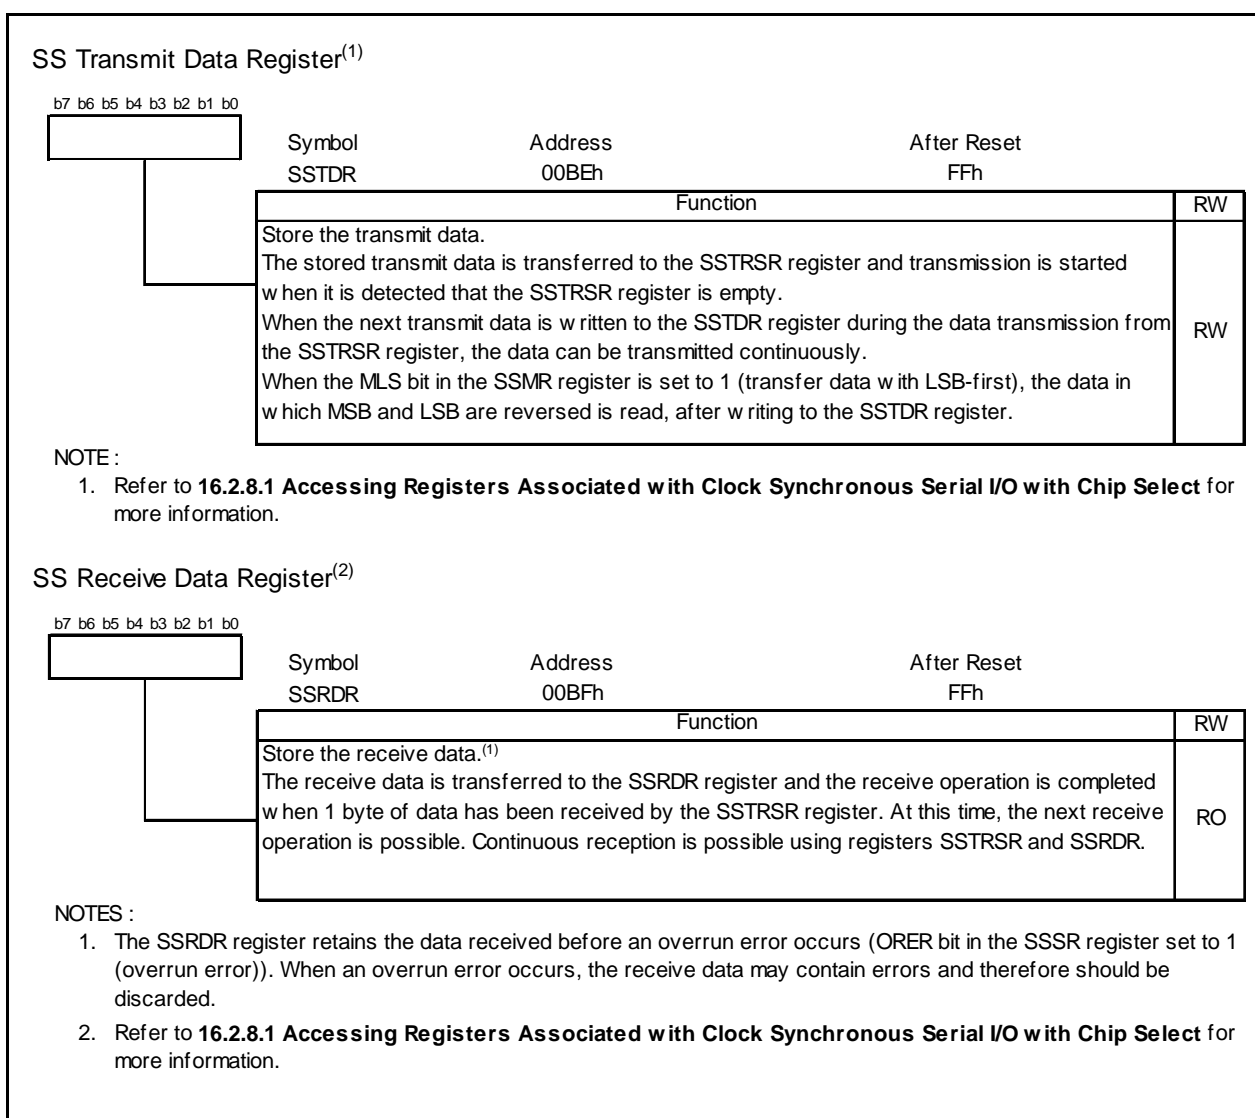 SS Transmit Data Register(1)
b7 b6 b5 b4 b3 b2 b1 b0
Symbol Address After Reset
SSTDR 00BEh FFh
Function RW
Store the transmit data.
The stored transmit data is transferred to the SSTRSR register and transmission is started
when it is detected that the SSTRSR register is empty.
When the next transmit data is written to the SSTDR register during the data transmission from
the SSTRSR register, the data can be transmitted continuously.
When the MLS bit in the SSMR register is set to 1 (transfer data with LSB-first), the data in
which MSB and LSB are reversed is read, after writing to the SSTDR register.
RW
NOTE :
1. Refer to 16.2.8.1 Accessing Registers Associated with Clock Synchronous Serial I/O with Chip Select for
more information.
SS Receive Data Register(2)
b7 b6 b5 b4 b3 b2 b1 b0
Symbol Address After Reset
SSRDR 00BFh FFh
Function RW
Store the receive data.(1)
The receive data is transferred to the SSRDR register and the receive operation is completed
when 1 byte of data has been received by the SSTRSR register. At this time, the next receive
operation is possible. Continuous reception is possible using registers SSTRSR and SSRDR.
RO
NOTES :
1. The SSRDR register retains the data received before an overrun error occurs (ORER bit in the SSSR register set to 1
(overrun error)). When an overrun error occurs, the receive data may contain errors and therefore should be
discarded.
2. Refer to 16.2.8.1 Accessing Registers Associated with Clock Synchronous Serial I/O with Chip Select for
more information.